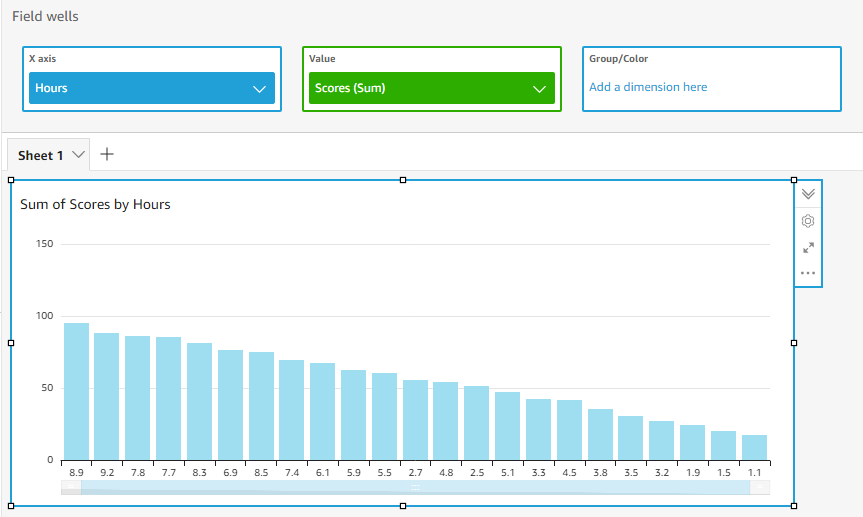 Field wells
X axis Value Group/Color
Hours Scores (Sum) Add a dimension here
Sheet 1 +
Sum of Scores by Hours
150
100
50
0
8.9 9.2 7.8 7.7 8.3 6.9 8.5 7.4 6.1 5.9 5.5 2.7 4.8 2.5 5.1 3.3 4.5 3.8 3.5 3.2 1.9 1.5 1.1